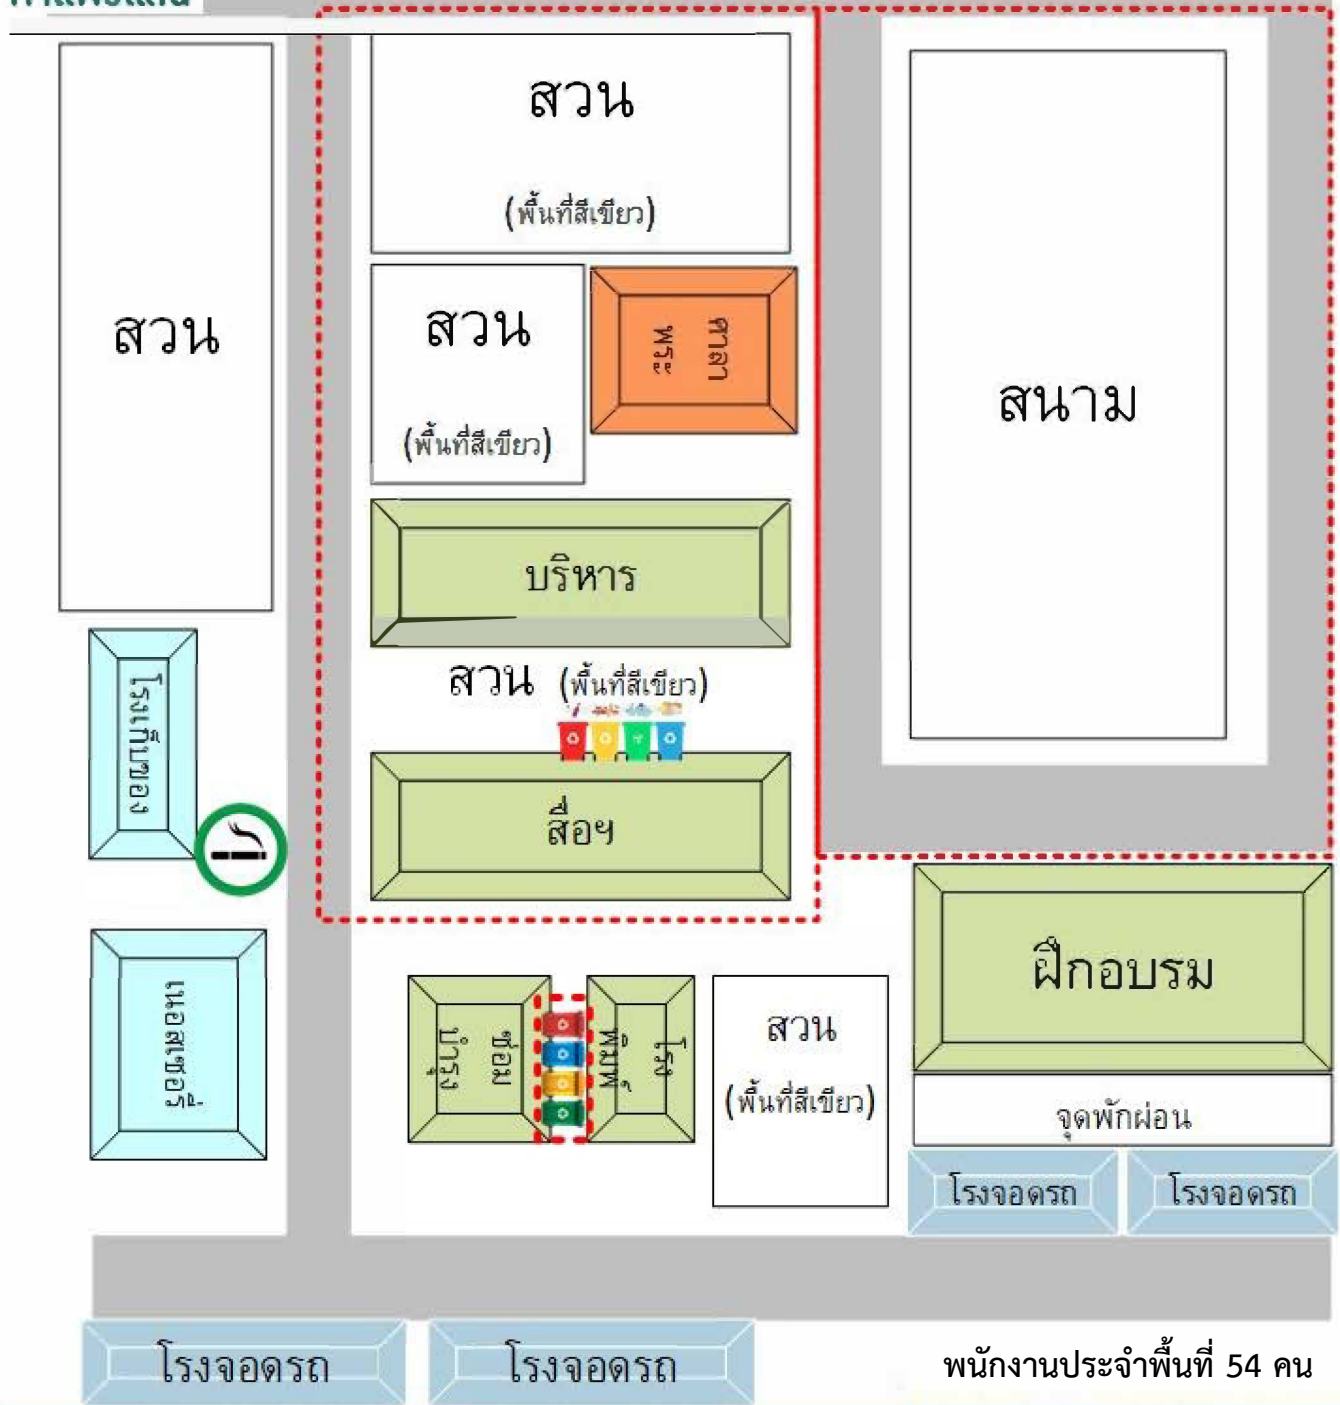 สวน
(พื้นที่สีเขียว)
สวน
สวน
(พื้นที่สีเขียว)
ศาลา
พระ
สนาม
บริหาร
สวน (พื้นที่สีเขียว)
โรงเก็บของ
สื่อฯ
ฝึกอบรม
เนอสเซอรี่
ซ่อม
บำรุง
โรง
พิมพ์
สวน
(พื้นที่สีเขียว)
จุดพักผ่อน
โรงจอดรถ
โรงจอดรถ
โรงจอดรถ
โรงจอดรถ
พนักงานประจำพื้นที่ 54 คน